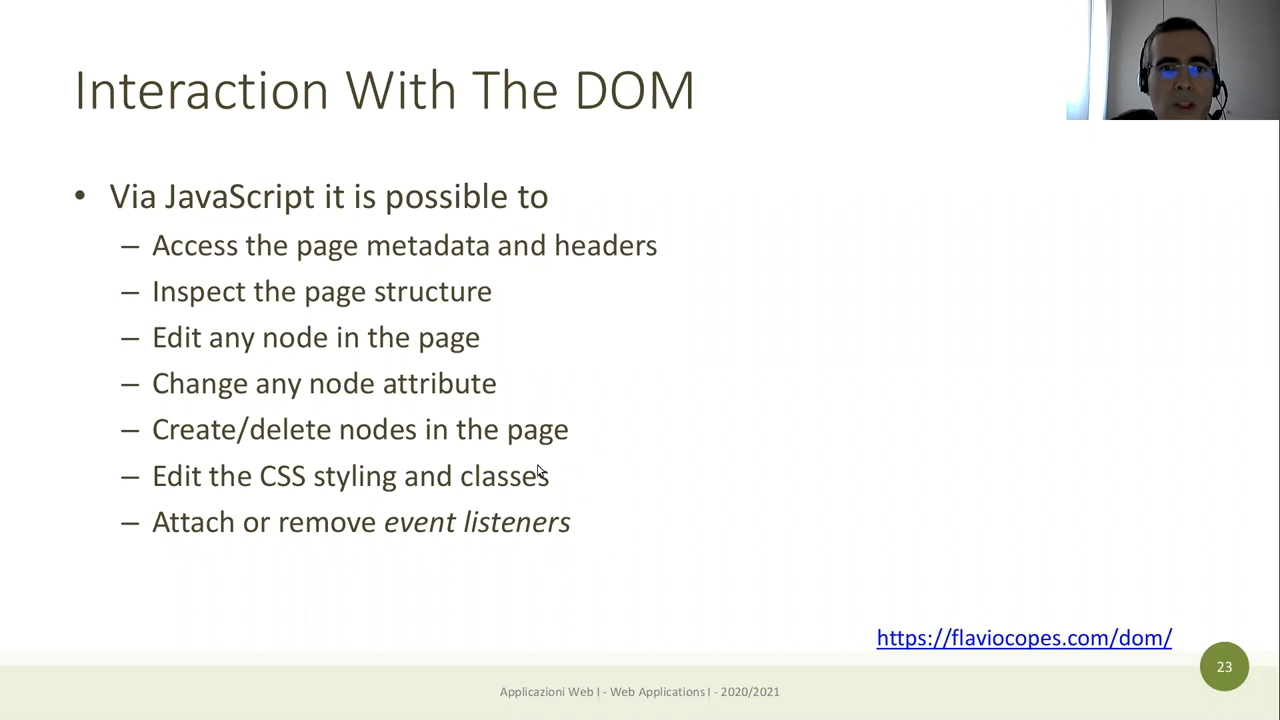 Interaction With The DOM
• Via JavaScript it is possible to
– Access the page metadata and headers
– Inspect the page structure
– Edit any node in the page
– Change any node attribute
– Create/delete nodes in the page
– Edit the CSS styling and classes
– Attach or remove event listeners
https://flaviocopes.com/dom/
23
Applicazioni Web I - Web Applications I - 2020/2021